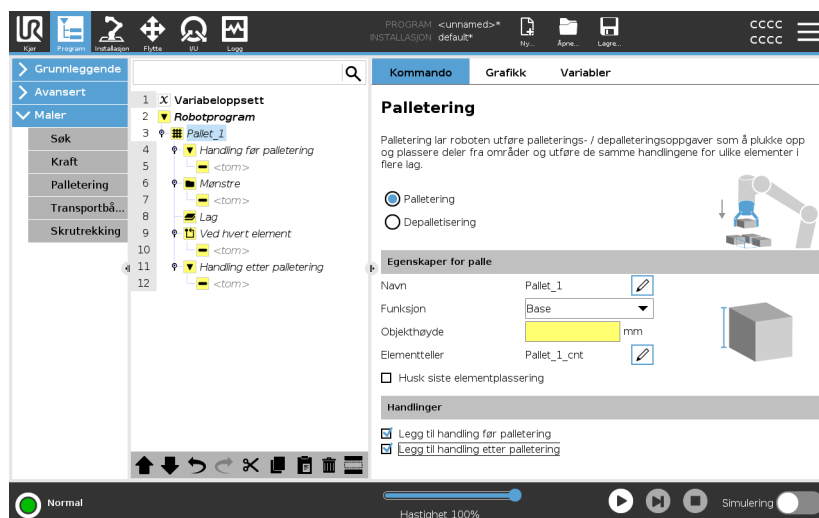 PROGRAM <unnamed>*
INSTALLATION default*
CCCC
CCCC
Kjør
Program
Installasjon
Flytte
I/U
Logg
Ny...
Åpne...
Lagre...
Grunnleggende
Avansert
Maler
Søk
Kraft
Palletering
Transportbå...
Skrutrekking
1 X Variabeloppsett
2 Robotprogram
3 Pallet_1
4 Handling før palletering
5 <tom>
6 Mønstre
7 <tom>
8 Lag
9 Ved hvert element
10 <tom>
11 Handling etter palletering
12 <tom>
Kommando
Grafikk
Variabler
Palletering
Palletering lar roboten utføre palleterings- / depalleteringsoppgaver som å plukke opp
og plassere deler fra områder og utføre de samme handlingene for ulike elementer i
flere lag.
Palletering
Depalletisering
Egenskaper for palle
Navn Pallet_1
Funksjon Base
Objekthøyde mm
Elementteller Pallet_1_cnt
Husk siste elementplassering
Handlinger
Legg til handling før palletering
Legg til handling etter palletering
Normal
Hastighet 100%
Simulering